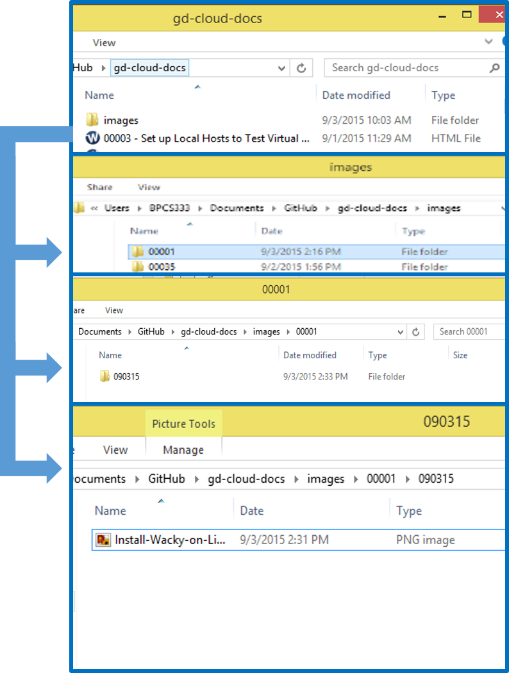 gd-cloud-docs
View
Hub gd-cloud-docs Search gd-cloud-docs
Name Date modified Type
images 9/3/2015 10:03 AM File folder
00003 - Set up Local Hosts to Test Virtual ... 9/1/2015 11:29 AM HTML File
images
Share View
« Users BPCS333 Documents GitHub gd-cloud-docs images
Name Date Type
00001 9/3/2015 2:16 PM File folder
00035 9/2/2015 1:56 PM File folder
00001
are View
Documents GitHub gd-cloud-docs images 00001 Search 00001
Name Date modified Type Size
090315 9/3/2015 2:33 PM File folder
Picture Tools 090315
e View Manage
ocuments GitHub gd-cloud-docs images 00001 090315
Name Date Type
Install-Wacky-on-Li... 9/3/2015 2:31 PM PNG image